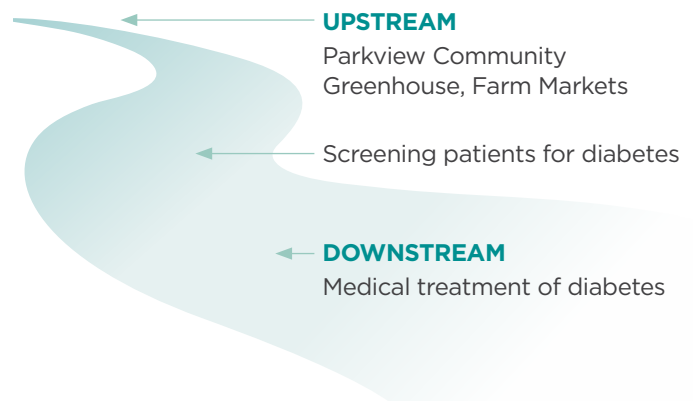 UPSTREAM
Parkview Community
Greenhouse, Farm Markets
Screening patients for diabetes
DOWNSTREAM
Medical treatment of diabetes